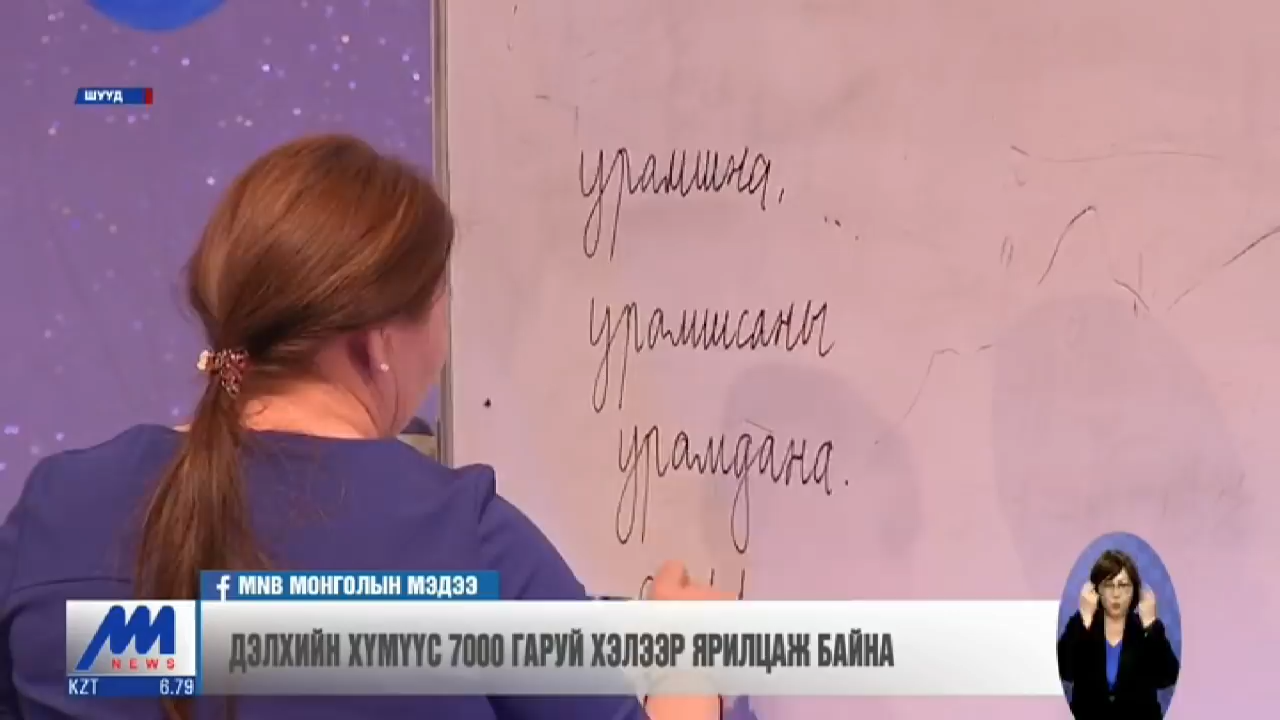 ШУУД
урамшна,
урамшсаны
урамдана.
MNB МОНГОЛЫН МЭДЭЭ
ДЭЛХИЙН ХҮМҮҮС 7000 ГАРУЙ ХЭЛЭЭР ЯРИЛЦАЖ БАЙНА
NEWS
KZT 6.79